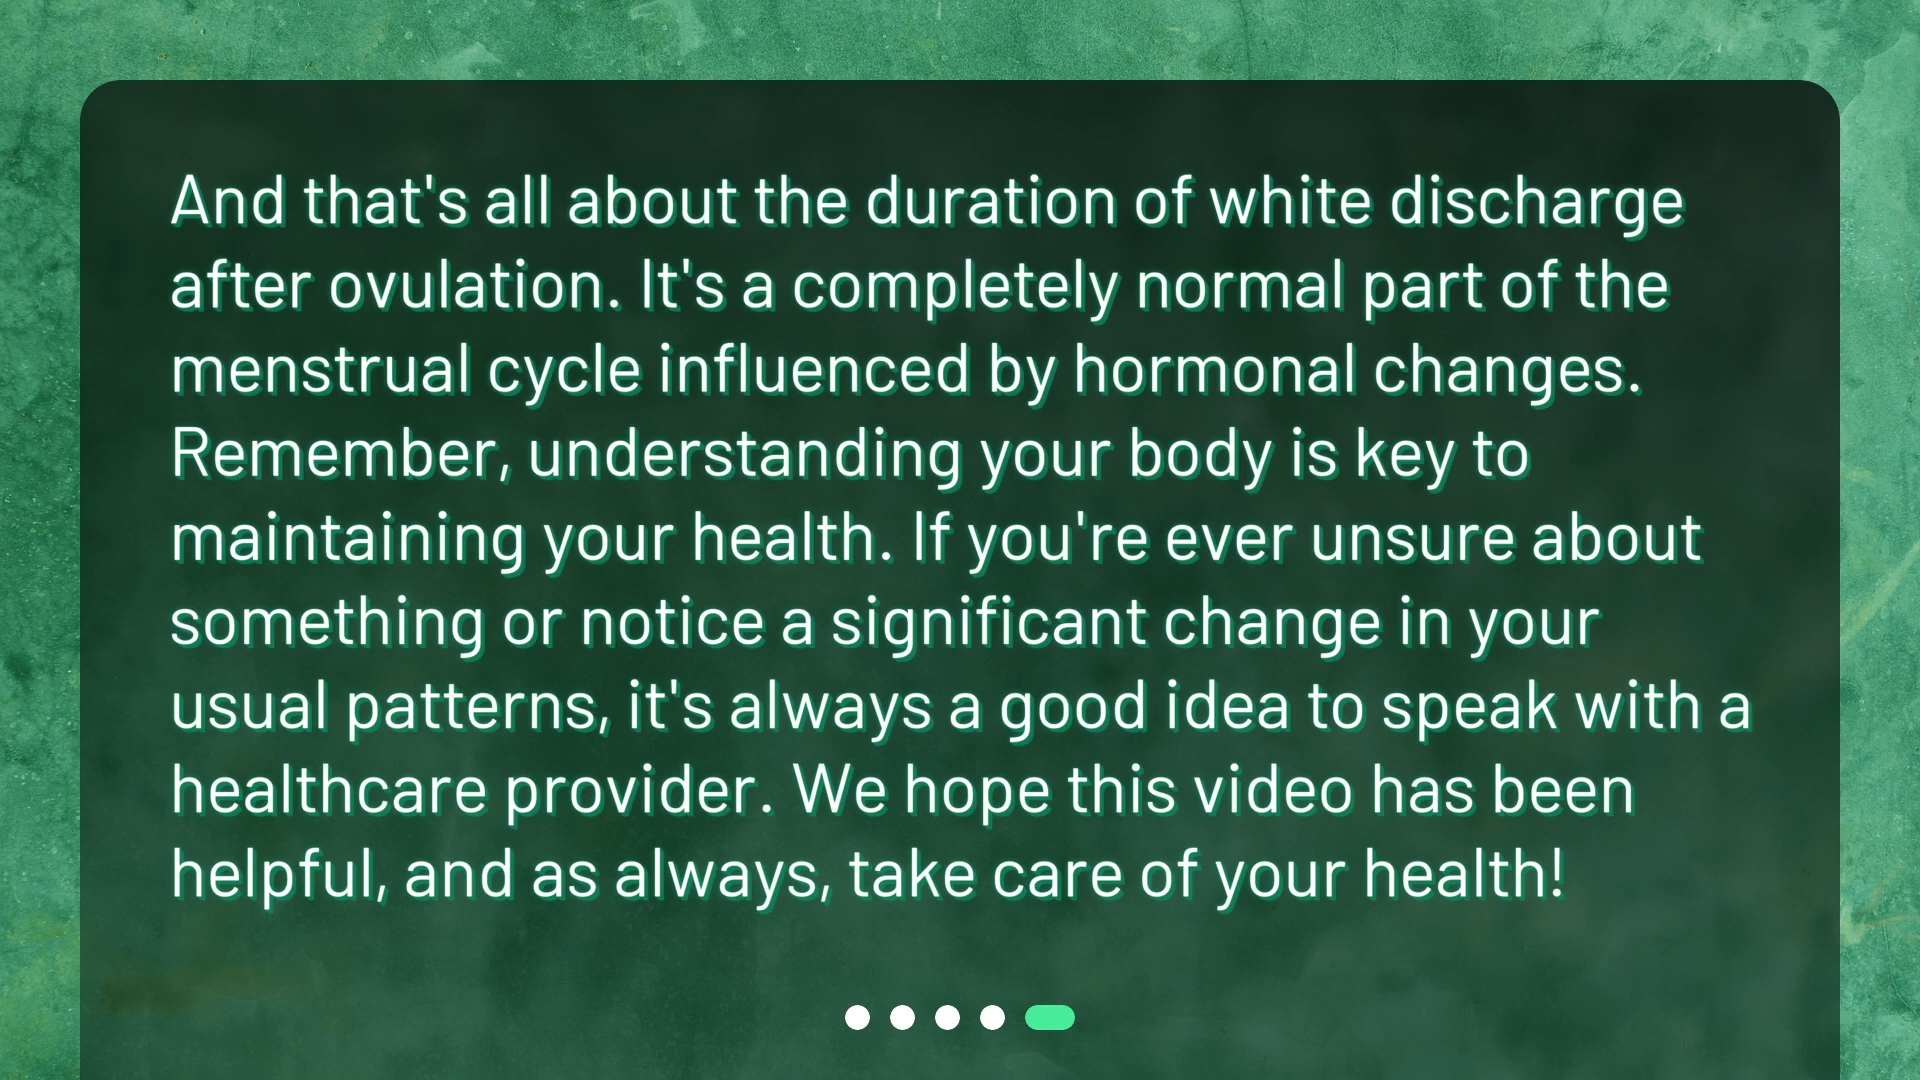 And that's all about the duration of white discharge
after ovulation. It's a completely normal part of the
menstrual cycle influenced by hormonal changes.
Remember, understanding your body is key to
maintaining your health. If you're ever unsure about
something or notice a significant change in your
usual patterns, it's always a good idea to speak with a
healthcare provider. We hope this video has been
helpful, and as always, take care of your health!